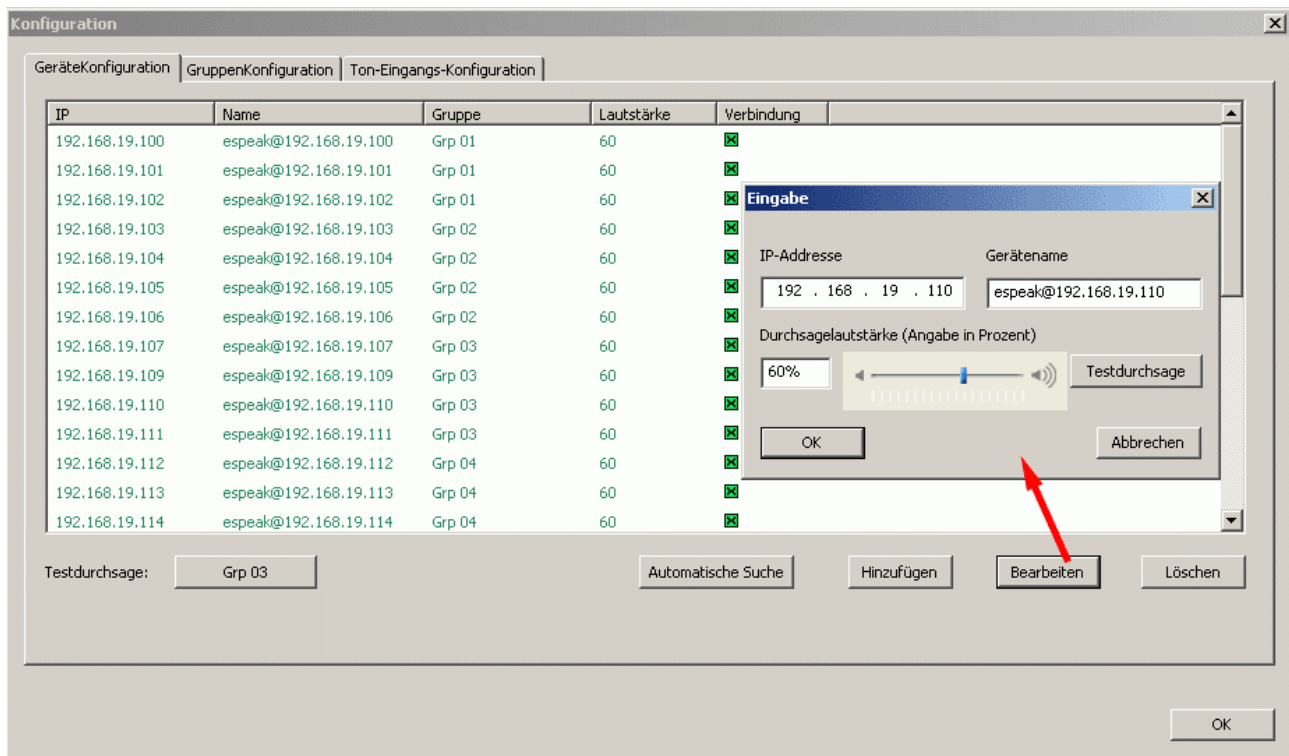 Konfiguration
GeräteKonfiguration GruppenKonfiguration Ton-Eingangs-Konfiguration
IP Name Gruppe Lautstärke Verbindung
192.168.19.100 espeak@192.168.19.100 Grp 01 60
192.168.19.101 espeak@192.168.19.101 Grp 01 60
192.168.19.102 espeak@192.168.19.102 Grp 01 60
192.168.19.103 espeak@192.168.19.103 Grp 02 60
192.168.19.104 espeak@192.168.19.104 Grp 02 60
192.168.19.105 espeak@192.168.19.105 Grp 02 60
192.168.19.106 espeak@192.168.19.106 Grp 02 60
192.168.19.107 espeak@192.168.19.107 Grp 03 60
192.168.19.109 espeak@192.168.19.109 Grp 03 60
192.168.19.110 espeak@192.168.19.110 Grp 03 60
192.168.19.111 espeak@192.168.19.111 Grp 03 60
192.168.19.112 espeak@192.168.19.112 Grp 04 60
192.168.19.113 espeak@192.168.19.113 Grp 04 60
192.168.19.114 espeak@192.168.19.114 Grp 04 60
Eingabe
IP-Addresse Gerätename
192 . 168 . 19 . 110 espeak@192.168.19.110
Durchsagelautstärke (Angabe in Prozent)
60% Testdurchsage
OK Abbrechen
Testdurchsage: Grp 03 Automatische Suche Hinzufügen Bearbeiten Löschen
OK